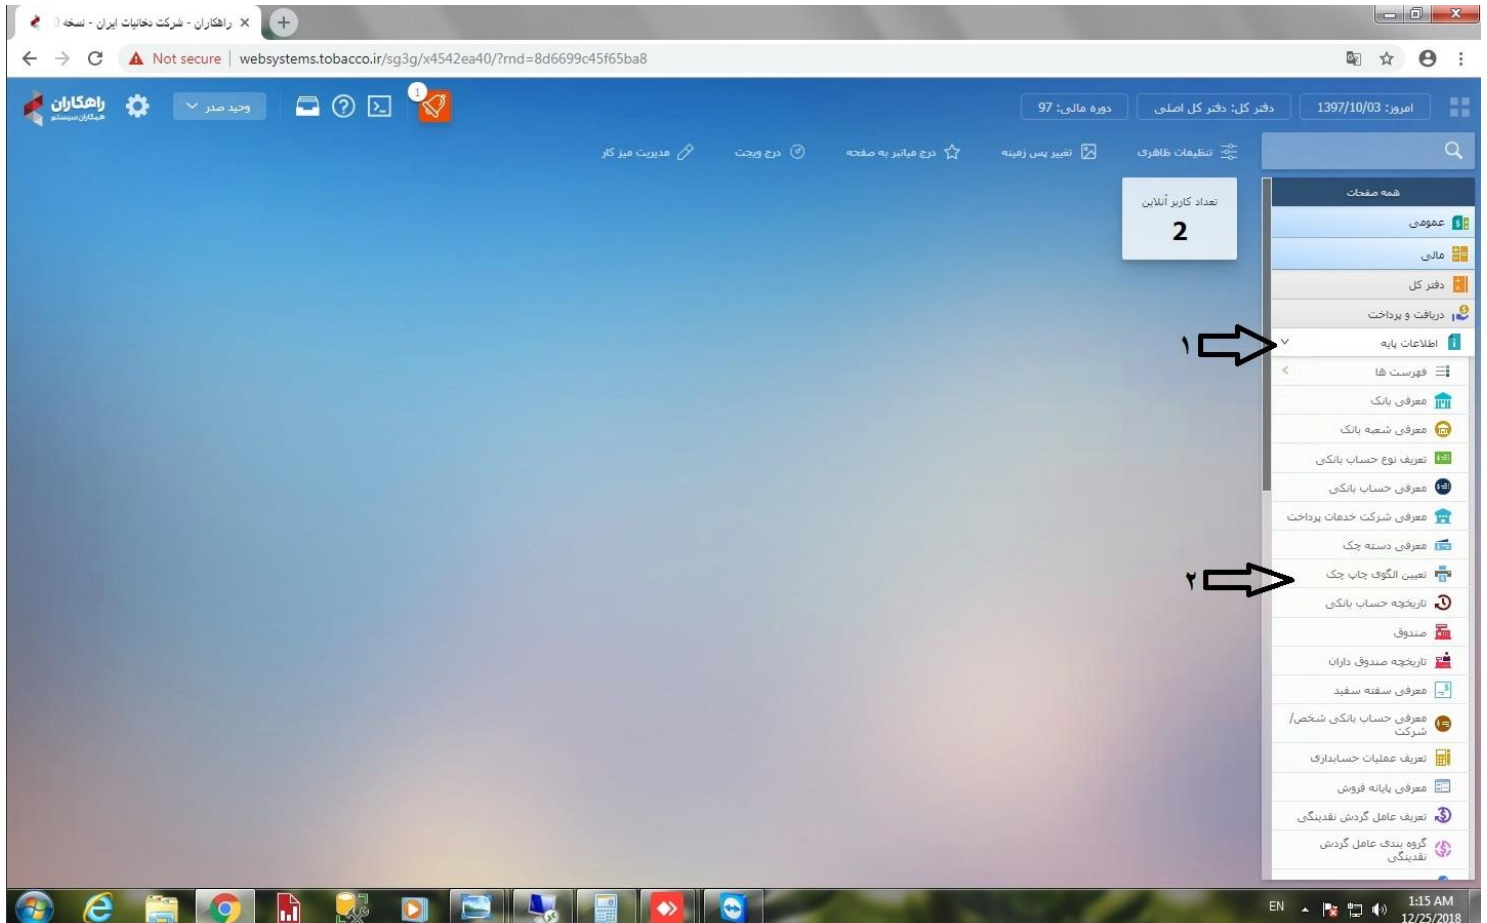 راهکاران - شرکت دخانیات ایران - نسخه
Not secure | websystems.tobacco.ir/sg3g/x4542ea40/?rnd=8d6699c45f65ba8
راهکاران
همکاران سیستم
وحید صدر
1
دوره مالی: 97
دفتر کل: دفتر کل اصلی
امروز: 1397/10/03
تنظیمات ظاهری
تغییر پس زمینه
درج میانبر به صفحه
درج ویجت
مدیریت میز کار
تعداد کاربر آنلاین
2
همه صفحات
عمومی
مالی
دفتر کل
دریافت و پرداخت
۱
اطلاعات پایه
فهرست ها
معرفی بانک
معرفی شعبه بانک
تعریف نوع حساب بانکی
معرفی حساب بانکی
معرفی شرکت خدمات پرداخت
معرفی دسته چک
۲
تعیین الگوی چاپ چک
تاریخچه حساب بانکی
صندوق
تاریخچه صندوق داران
معرفی سفته سفید
معرفی حساب بانکی شخص/
شرکت
تعریف عملیات حسابداری
معرفی پایانه فروش
تعریف عامل گردش نقدینگی
گروه بندی عامل گردش
نقدینگی
EN
1:15 AM
12/25/2018